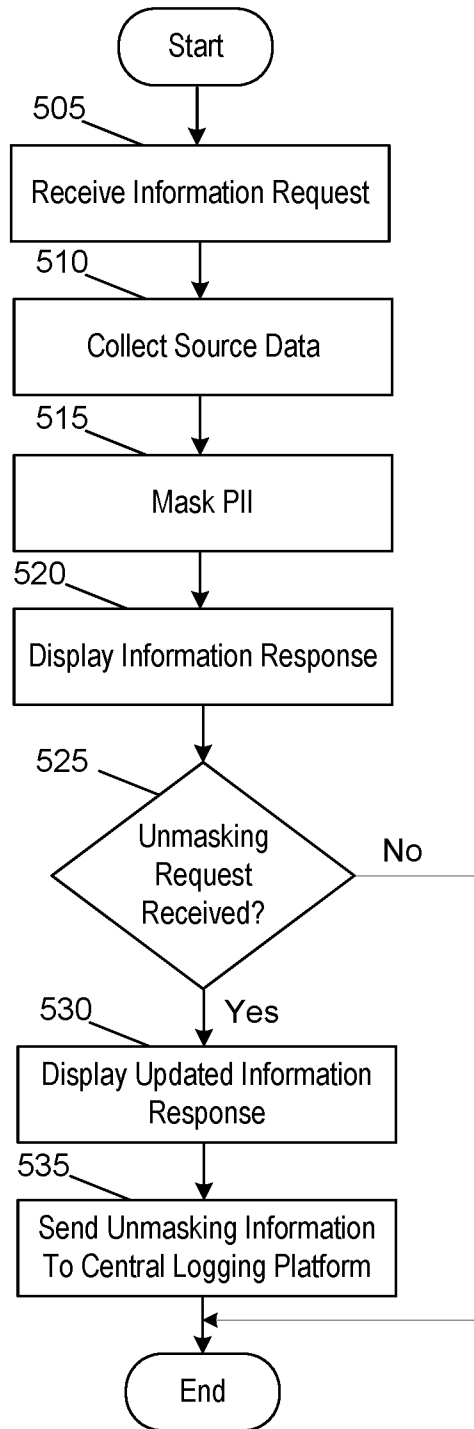 Start
505
Receive Information Request
510
Collect Source Data
515
Mask PII
520
Display Information Response
525
Unmasking
Request
Received?
No
Yes
530
Display Updated Information
Response
535
Send Unmasking Information
To Central Logging Platform
End